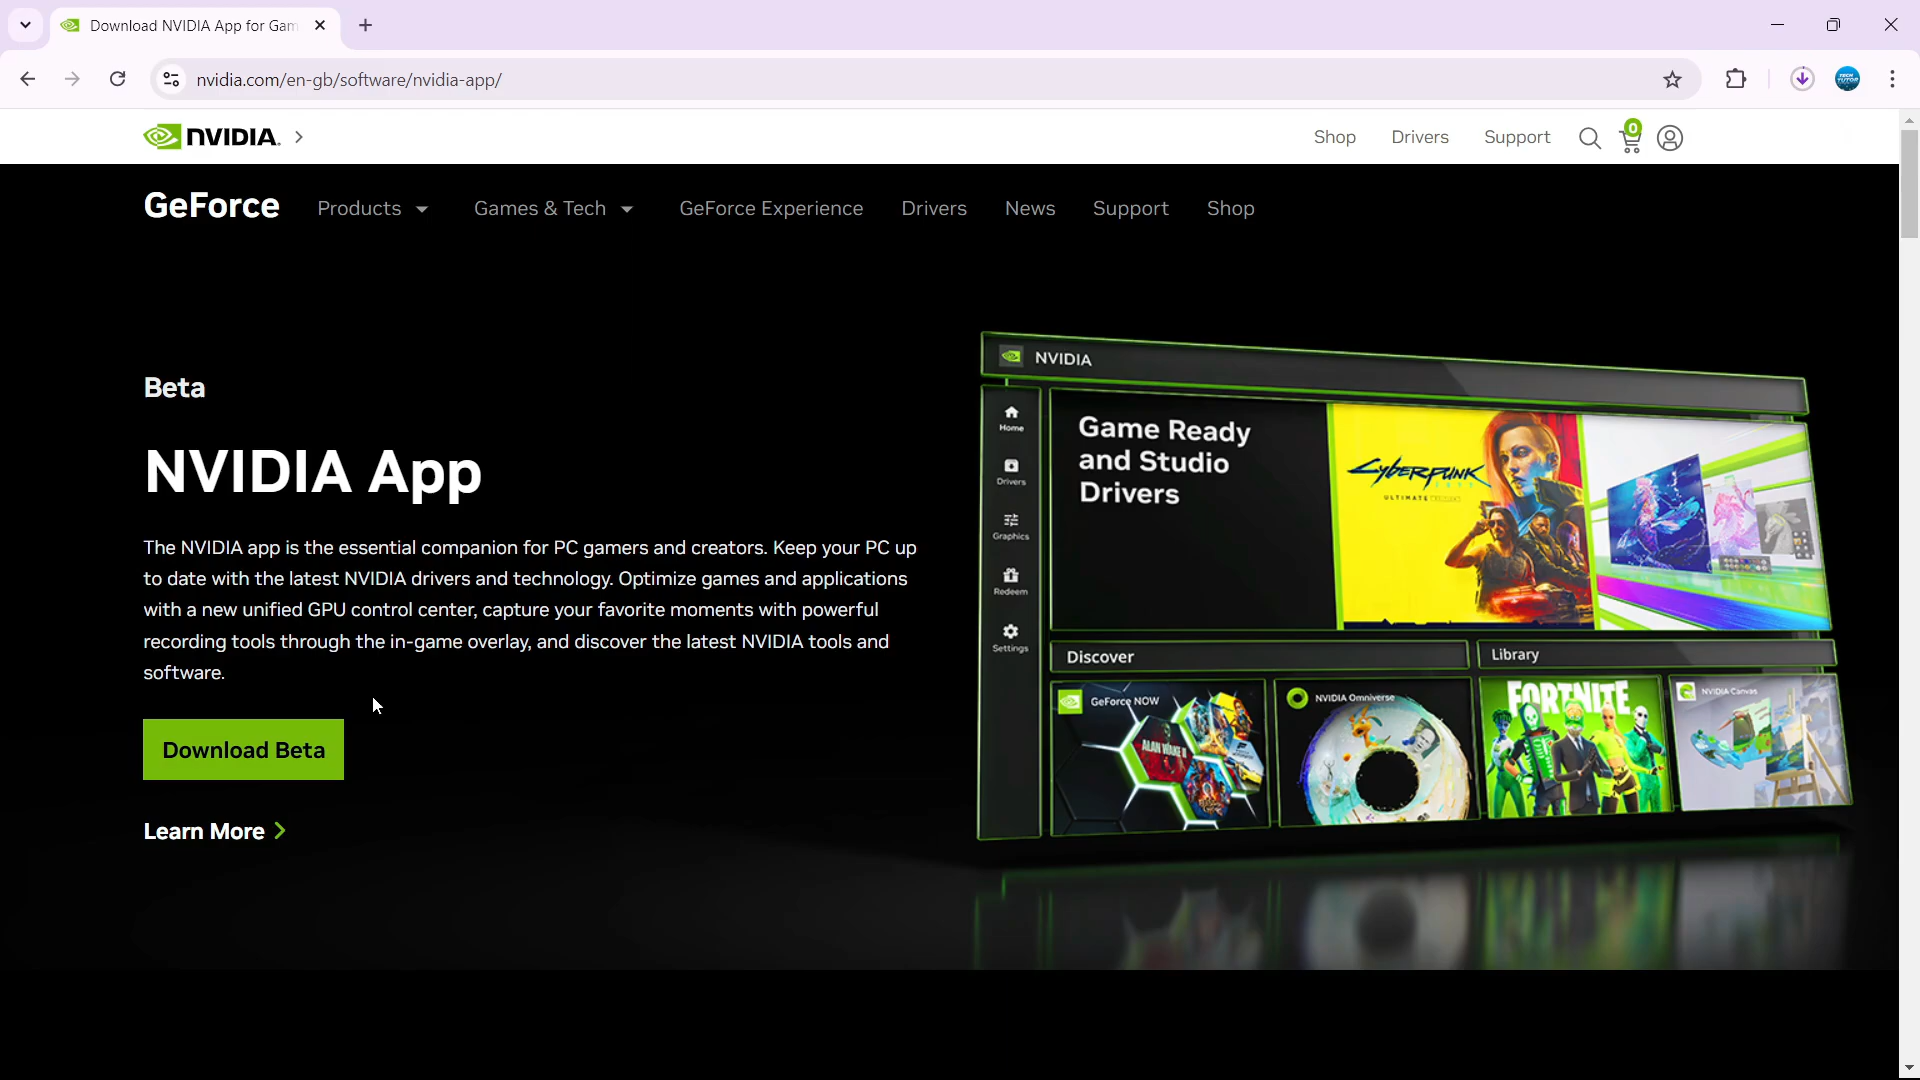 Download NVIDIA App for Gam
nvidia.com/en-gb/software/nvidia-app/
NVIDIA.
Shop Drivers Support 0
GeForce Products Games & Tech GeForce Experience Drivers News Support Shop
Beta
NVIDIA App
The NVIDIA app is the essential companion for PC gamers and creators. Keep your PC up
to date with the latest NVIDIA drivers and technology. Optimize games and applications
with a new unified GPU control center, capture your favorite moments with powerful
recording tools through the in-game overlay, and discover the latest NVIDIA tools and
software.
Download Beta
Learn More
NVIDIA
Home
Drivers
Graphics
Redeem
Settings
Game Ready
and Studio
Drivers
Cyberpunk
ULTIMATE
Discover
Library
GeForce NOW
ALAN WAKE II
NVIDIA Omniverse
FORTNITE
NVIDIA Canvas